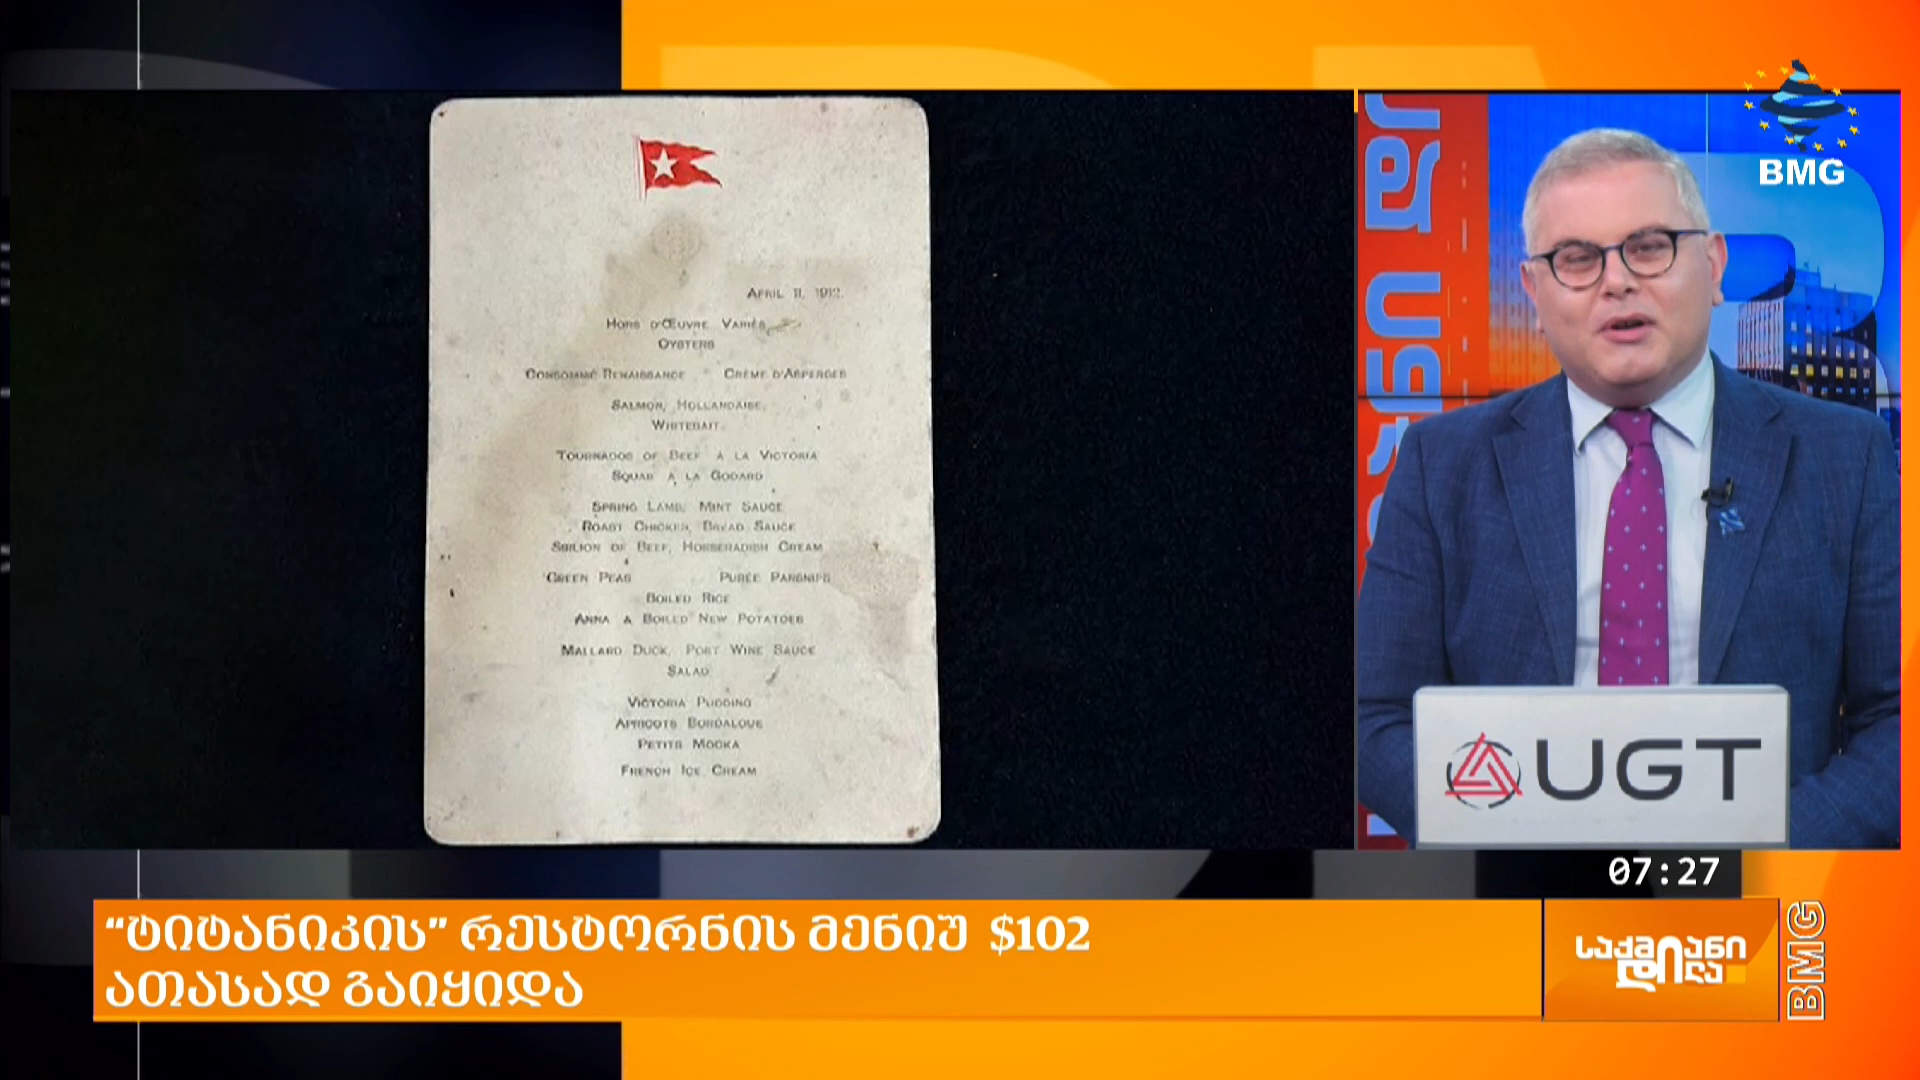 BMG
APRIL 11, 1912.
HORS D'ŒUVRE VARIÉS
OYSTERS
CONSOMMÉ RENAISSANCE CRÈME D'ASPERGES
SALMON, HOLLANDAISE.
WHITEBAIT.
TOURNADOS OF BEEF À LA VICTORIA
SQUAB À LA GODARD
SPRING LAMB, MINT SAUCE
ROAST CHICKEN, BREAD SAUCE
SIRLION OF BEEF, HORSERADISH CREAM
GREEN PEAS PURÉE PARSNIPS
BOILED RICE
ANNA & BOILED NEW POTATOES
MALLARD DUCK, PORT WINE SAUCE
SALAD
VICTORIA PUDDING
APRICOTS BORDALOUE
PETITS MOCKA
FRENCH ICE CREAM
UGT
07:27
“ტიტანიკის” რესტორნის მენიუ $102
ათასად გაიყიდა
საქმიანი
დილა
BMG